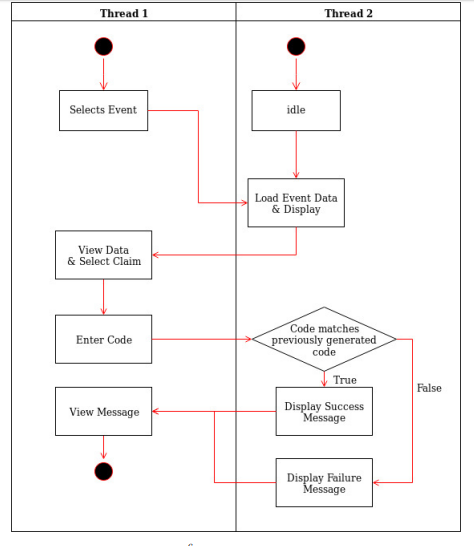 Thread 1
Thread 2
Selects Event
idle
Load Event Data
& Display
View Data
& Select Claim
Enter Code
Code matches
previously generated
code
True
False
View Message
Display Success
Message
Display Failure
Message